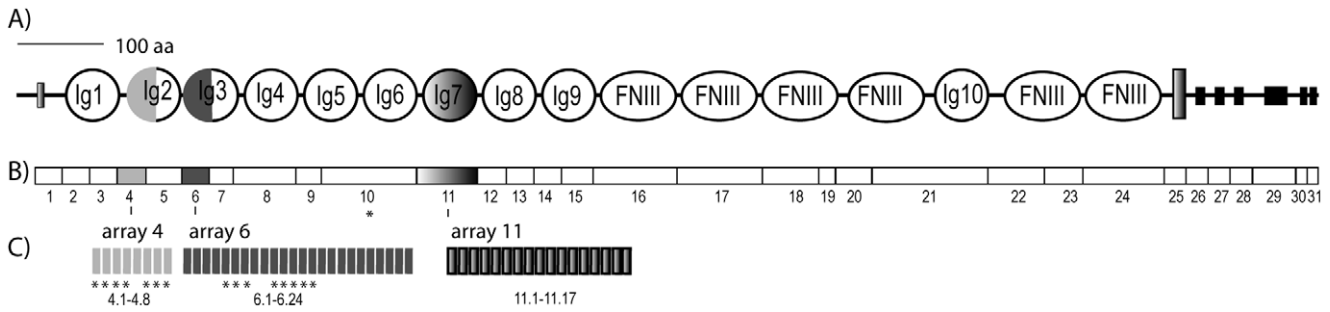 A)
100 aa
Ig1 Ig2 Ig3 Ig4 Ig5 Ig6 Ig7 Ig8 Ig9 FNIII FNIII FNIII FNIII Ig10 FNIII FNIII
B)
1 2 3 4 5 6 7 8 9 10 11 12 13 14 15 16 17 18 19 20 21 22 23 24 25 26 27 28 29 30 31
*
array 4 array 6 array 11
C)
******* ********
4.1-4.8 6.1-6.24 11.1-11.17